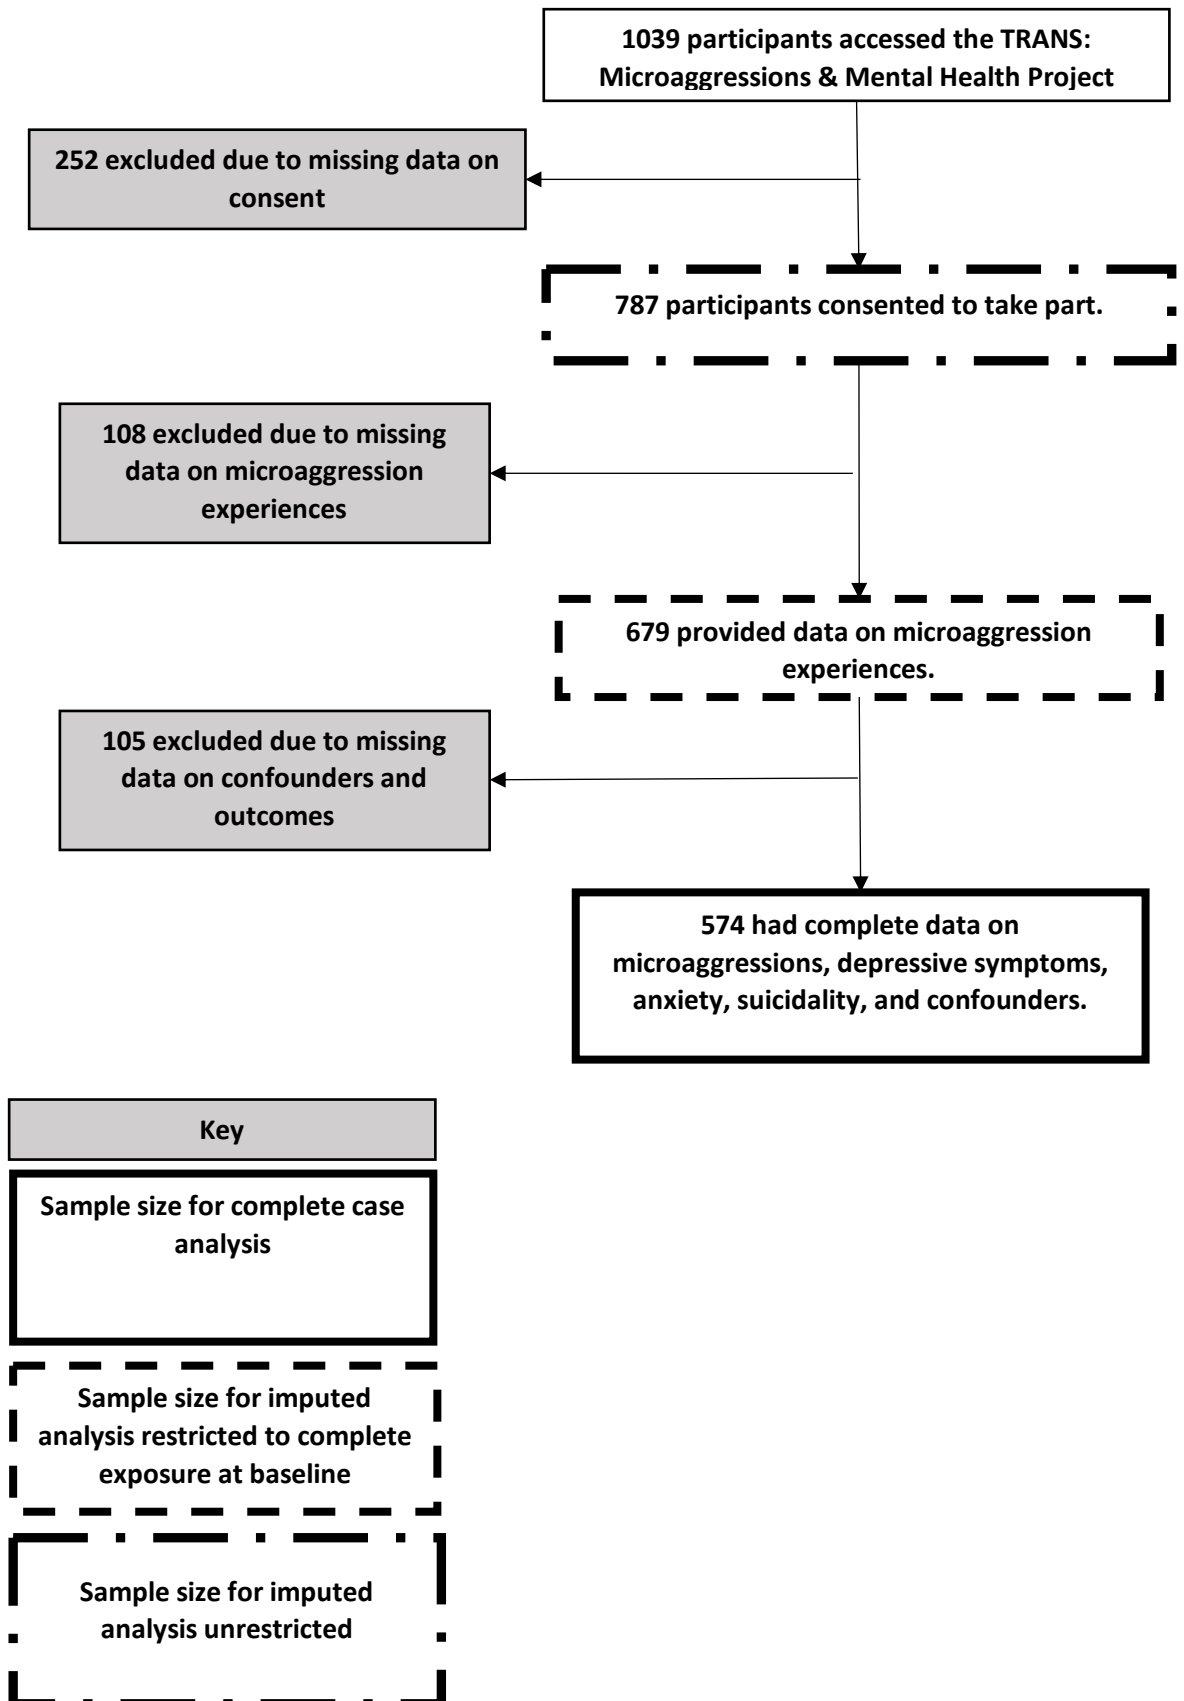 1039 participants accessed the TRANS:
Microaggressions & Mental Health Project
252 excluded due to missing data on
consent
787 participants consented to take part.
108 excluded due to missing
data on microaggression
experiences
679 provided data on microaggression
experiences.
105 excluded due to missing
data on confounders and
outcomes
574 had complete data on
microaggressions, depressive symptoms,
anxiety, suicidality, and confounders.
Key
Sample size for complete case
analysis
Sample size for imputed
analysis restricted to complete
exposure at baseline
Sample size for imputed
analysis unrestricted